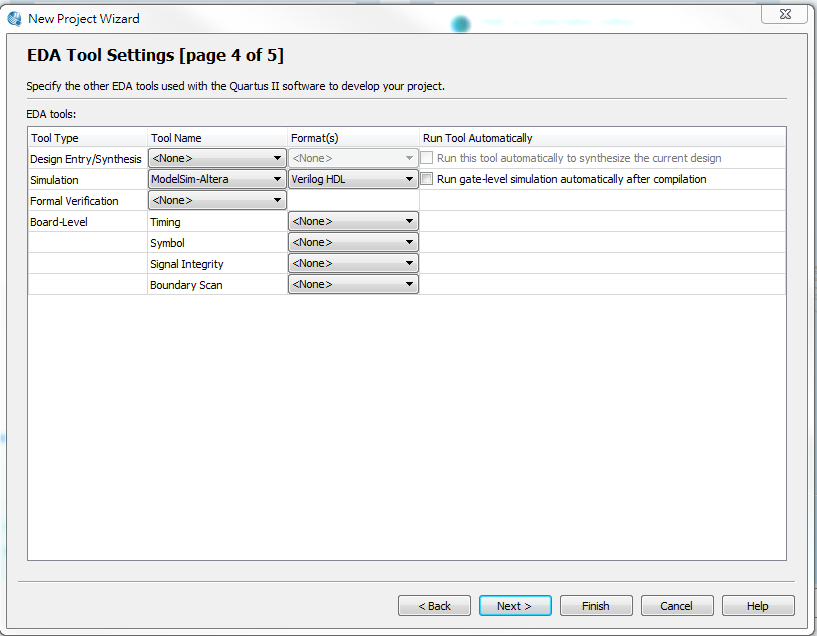 New Project Wizard
EDA Tool Settings [page 4 of 5]
Specify the other EDA tools used with the Quartus II software to develop your project.
EDA tools:
Tool Type Tool Name Format(s) Run Tool Automatically
Design Entry/Synthesis <None> <None> Run this tool automatically to synthesize the current design
Simulation ModelSim-Altera Verilog HDL Run gate-level simulation automatically after compilation
Formal Verification <None>
Board-Level Timing <None>
Symbol <None>
Signal Integrity <None>
Boundary Scan <None>
< Back Next > Finish Cancel Help